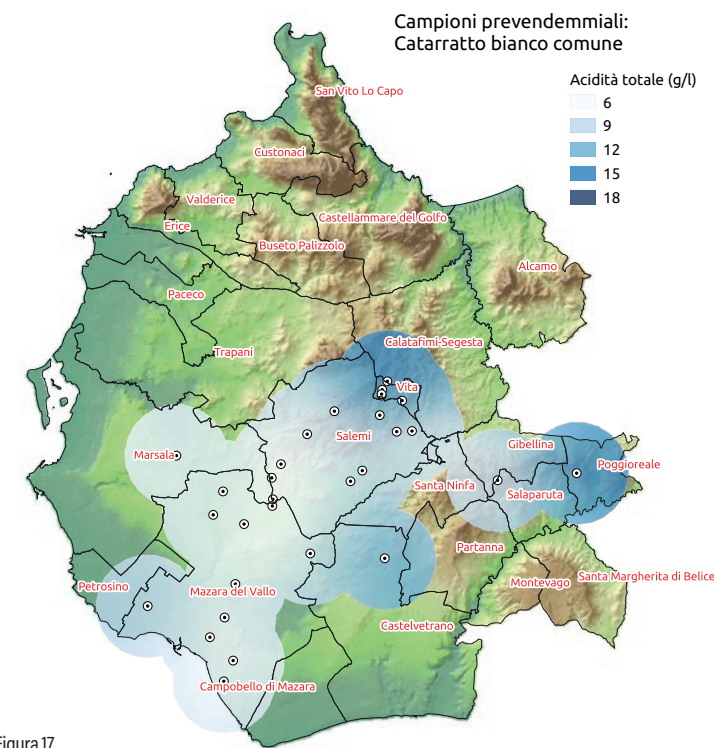 Campioni prevendemmiali:
Catarratto bianco comune
Acidità totale (g/l)
6
9
12
15
18
San Vito Lo Capo
Custonaci
Valderice
Castellammare del Golfo
Erice
Buseto Palizzolo
Alcamo
Paceco
Trapani
Calatafimi-Segesta
Vita
Salemi
Gibellina
Marsala
Poggioreale
Santa Ninfa
Salaparuta
Partanna
Montevago
Santa Margherita di Belice
Petrosino
Mazara del Vallo
Castelvetrano
Campobello di Mazara
Figura 17